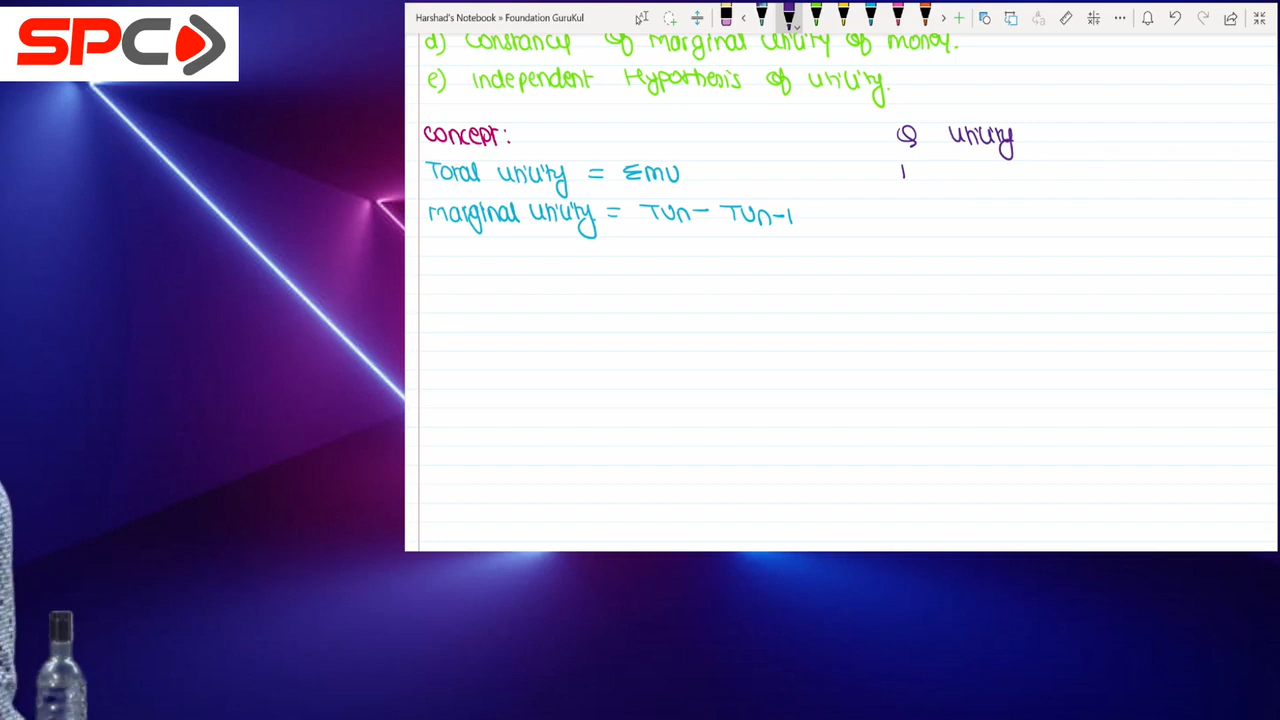 SPC
Harshad's Notebook » Foundation GuruKul
d) Constancy of Marginal Utility of money.
e) Independent Hypothesis of utility.
Concept:
Total Utility = ΣMU
Marginal Utility = TUn - TUn-1
Q Utility
1